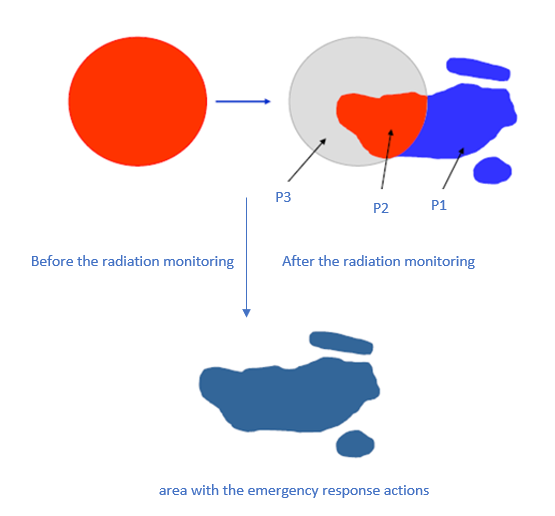 P3
P2
P1
Before the radiation monitoring
After the radiation monitoring
area with the emergency response actions